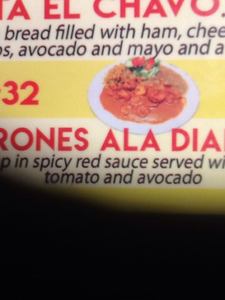 TA EL CHAVO.
bread filled with ham, chee
os, avocado and mayo and a
32
RONES ALA DIA
p in spicy red sauce served wi
tomato and avocado